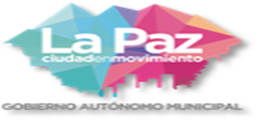 La Paz
ciudadenmovimiento
GOBIERNO AUTÓNOMO MUNICIPAL